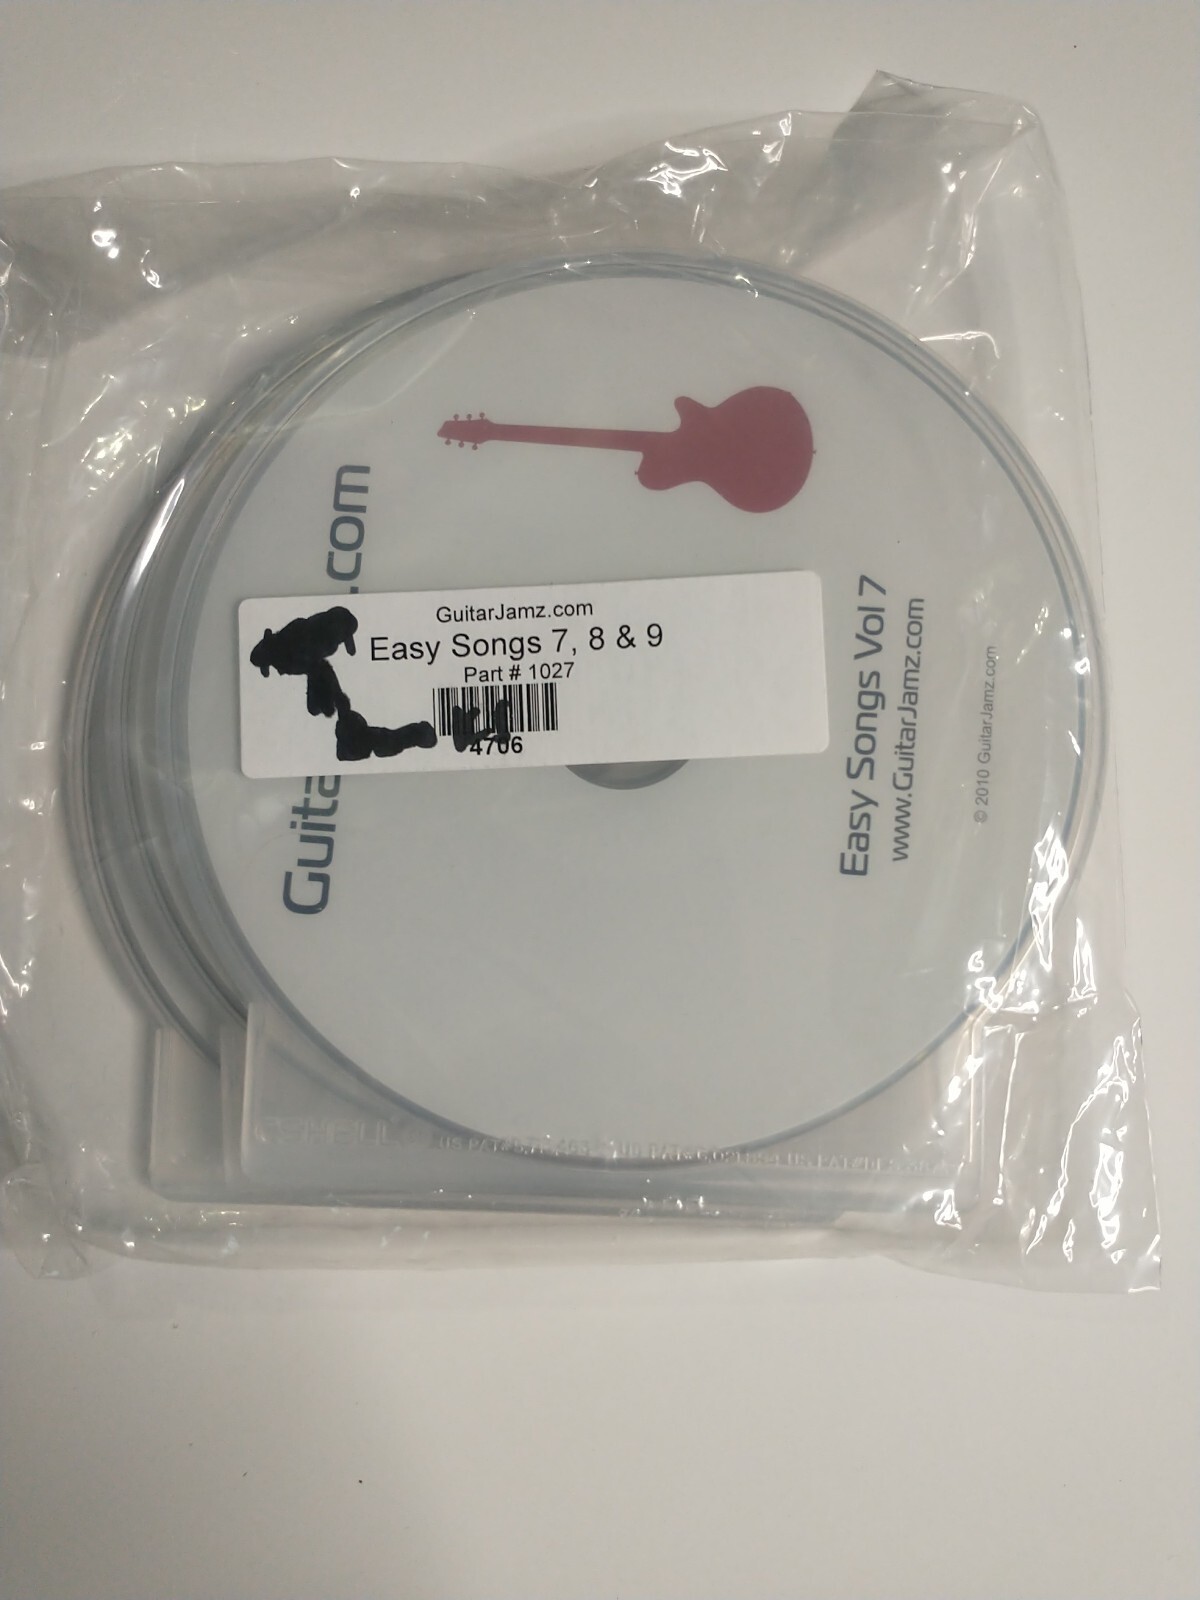 GuitarJamz.com
Easy Songs 7, 8 & 9
Part # 1027
4706
Guita
.com
Easy Songs Vol 7
www.GuitarJamz.com
© 2010 GuitarJamz.com